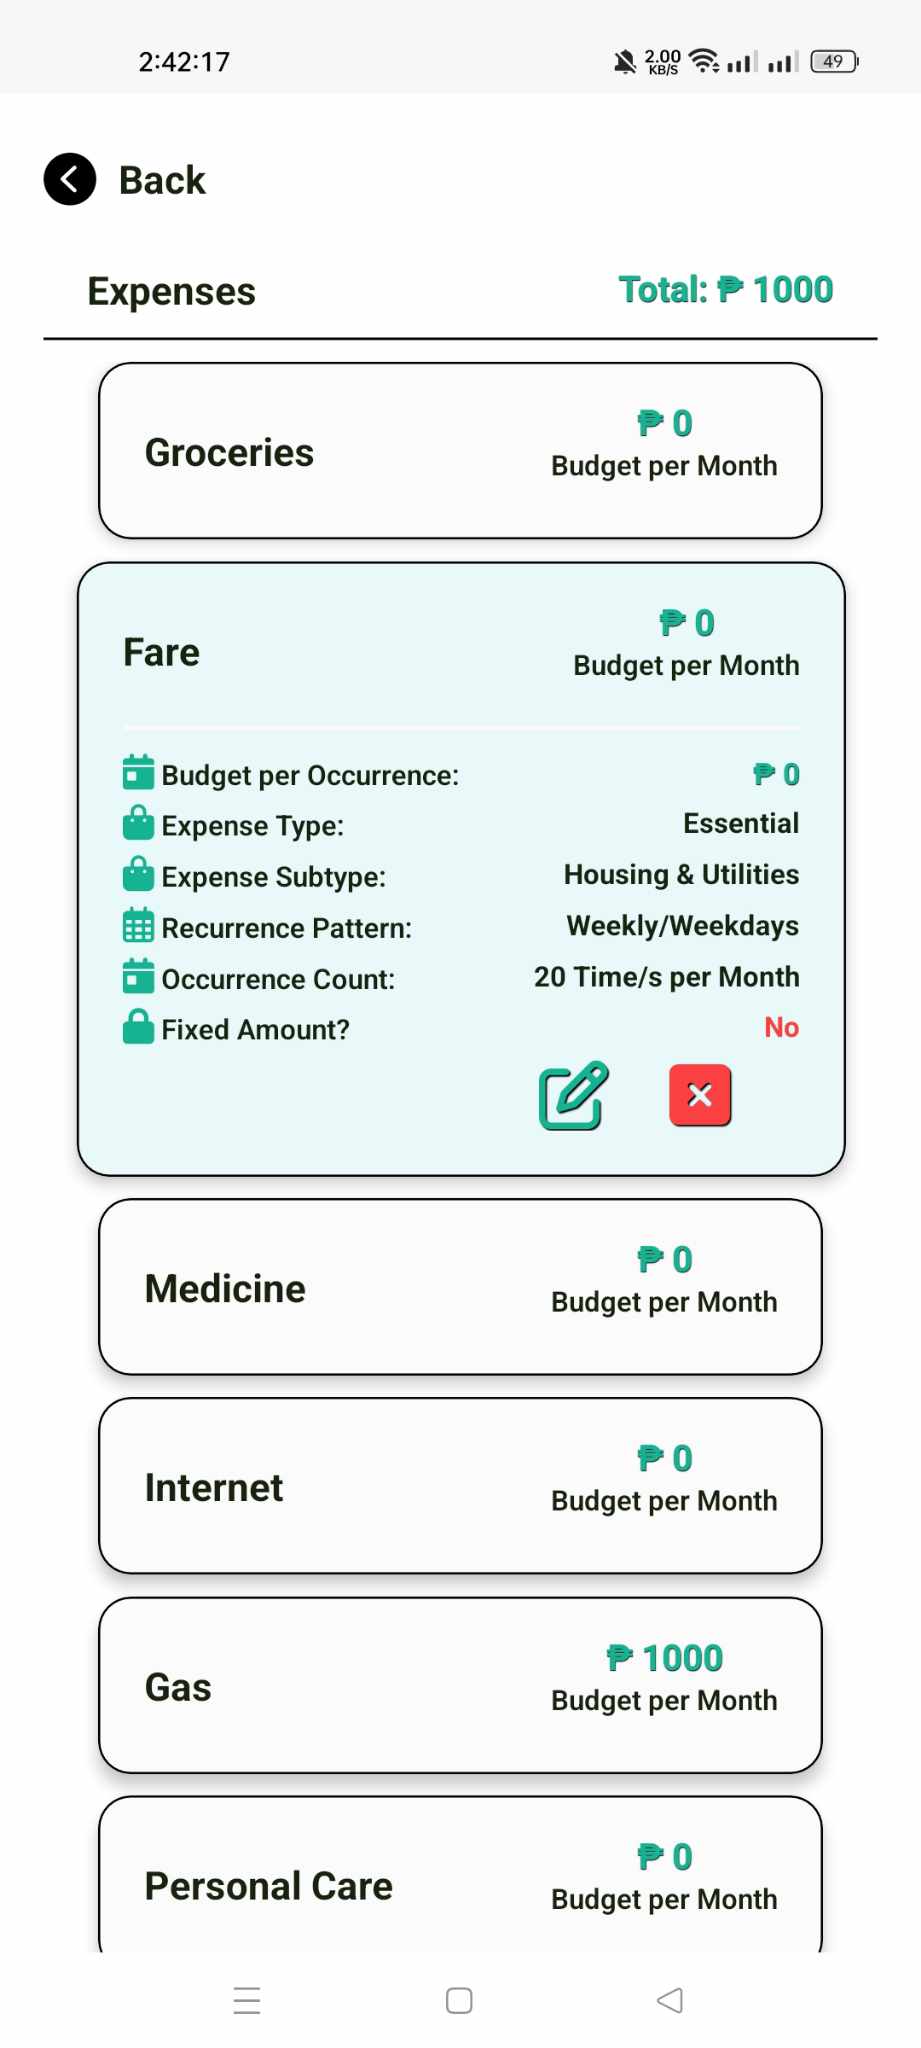 2:42:17
2.00
KB/S
49
Back
Expenses
Total: ₱ 1000
Groceries
₱ 0
Budget per Month
Fare
₱ 0
Budget per Month
Budget per Occurrence: ₱ 0
Expense Type: Essential
Expense Subtype: Housing & Utilities
Recurrence Pattern: Weekly/Weekdays
Occurrence Count: 20 Time/s per Month
Fixed Amount? No
Medicine
₱ 0
Budget per Month
Internet
₱ 0
Budget per Month
Gas
₱ 1000
Budget per Month
Personal Care
₱ 0
Budget per Month